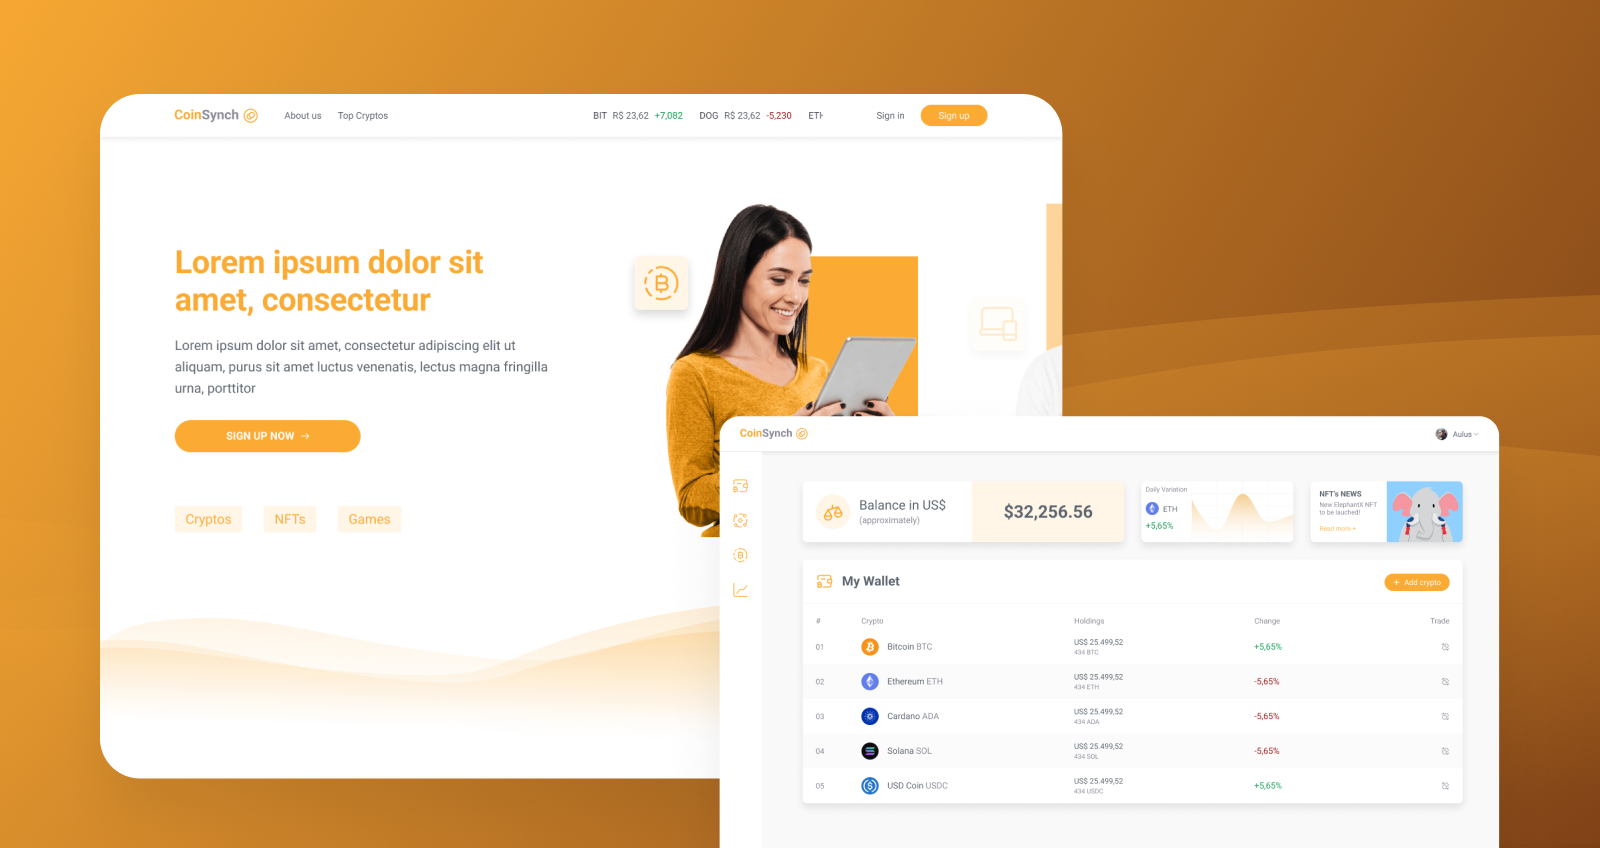 CoinSynch
About us
Top Cryptos
BIT R$ 23,62 +7,082
DOG R$ 23,62 -5,230
ETH
Sign in
Sign up
Lorem ipsum dolor sit
amet, consectetur
Lorem ipsum dolor sit amet, consectetur adipiscing elit ut
aliquam, purus sit amet luctus venenatis, lectus magna fringilla
urna, porttitor
SIGN UP NOW →
Cryptos
NFTs
Games
CoinSynch
Aulus
Balance in US$
(approximately)
$32,256.56
Daily Variation
ETH
+5,65%
NFT's NEWS
New ElephantX NFT
to be lauched!
Read more +
My Wallet
+ Add crypto
# Crypto Holdings Change Trade
01 Bitcoin BTC US$ 25.499,52 +5,65%
434 BTC
02 Ethereum ETH US$ 25.499,52 -5,65%
434 ETH
03 Cardano ADA US$ 25.499,52 -5,65%
434 ADA
04 Solana SOL US$ 25.499,52 -5,65%
434 SOL
05 USD Coin USDC US$ 25.499,52 +5,65%
434 USDC